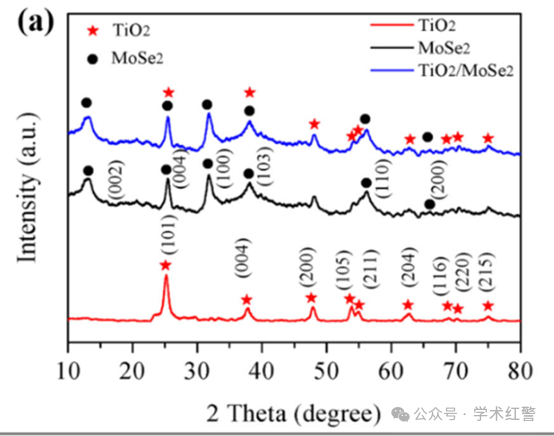 (a)
TiO2
MoSe2
TiO2
MoSe2
TiO2/MoSe2
Intensity (a.u.)
(002)
(004)
(100)
(103)
(110)
(200)
(101)
(004)
(200)
(105)
(211)
(204)
(116)
(220)
(215)
10 20 30 40 50 60 70 80
2 Theta (degree)
公众号 · 学术红警